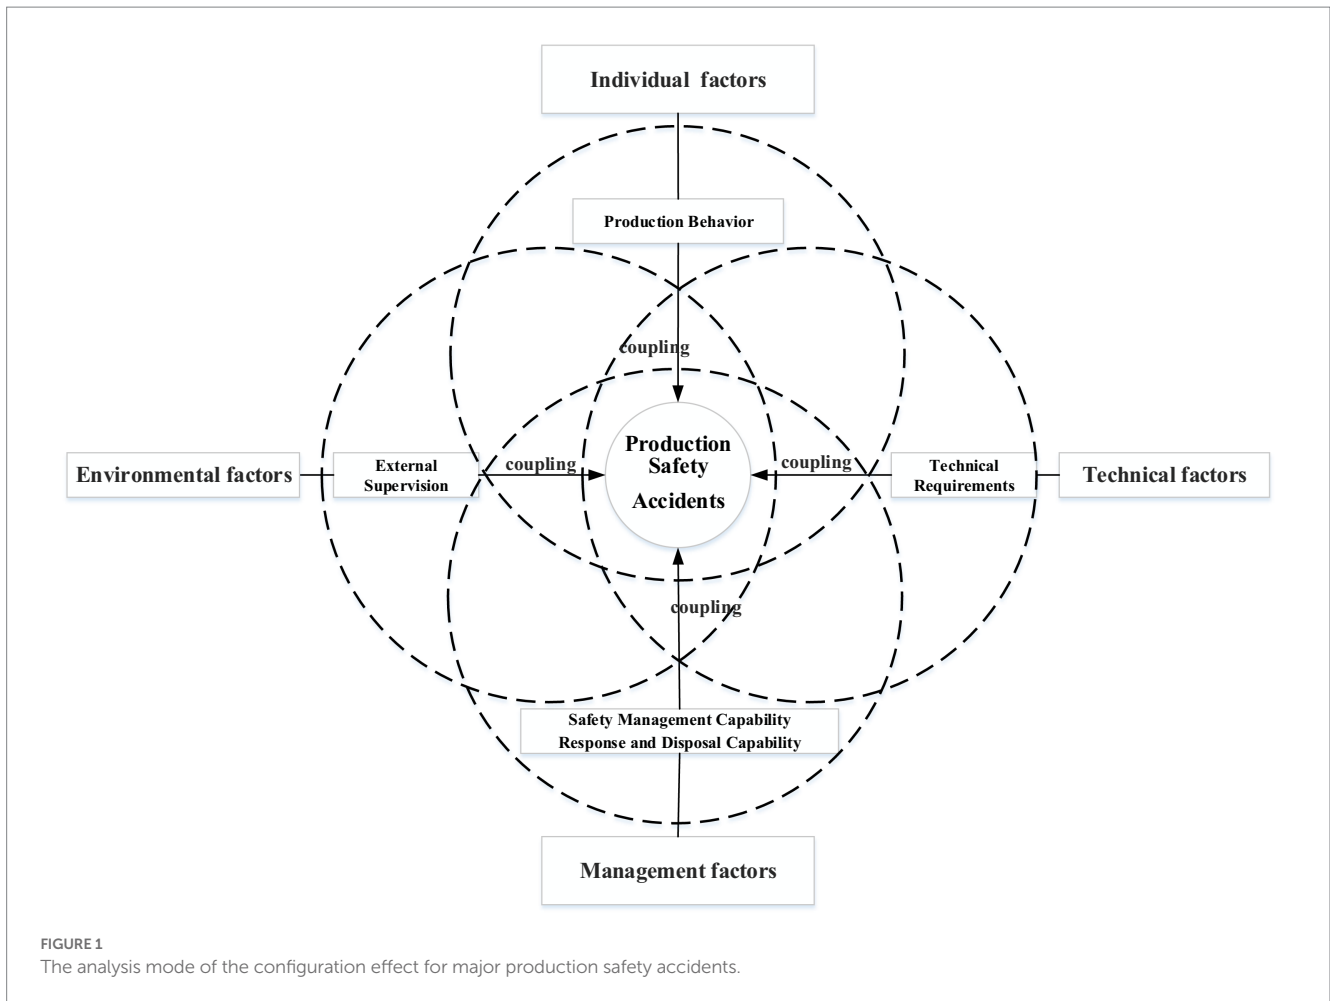 Individual factors
Production Behavior
coupling
Environmental factors
External
Supervision
coupling
Production
Safety
Accidents
coupling
Technical
Requirements
Technical factors
coupling
Safety Management Capability
Response and Disposal Capability
Management factors
FIGURE 1
The analysis mode of the configuration effect for major production safety accidents.